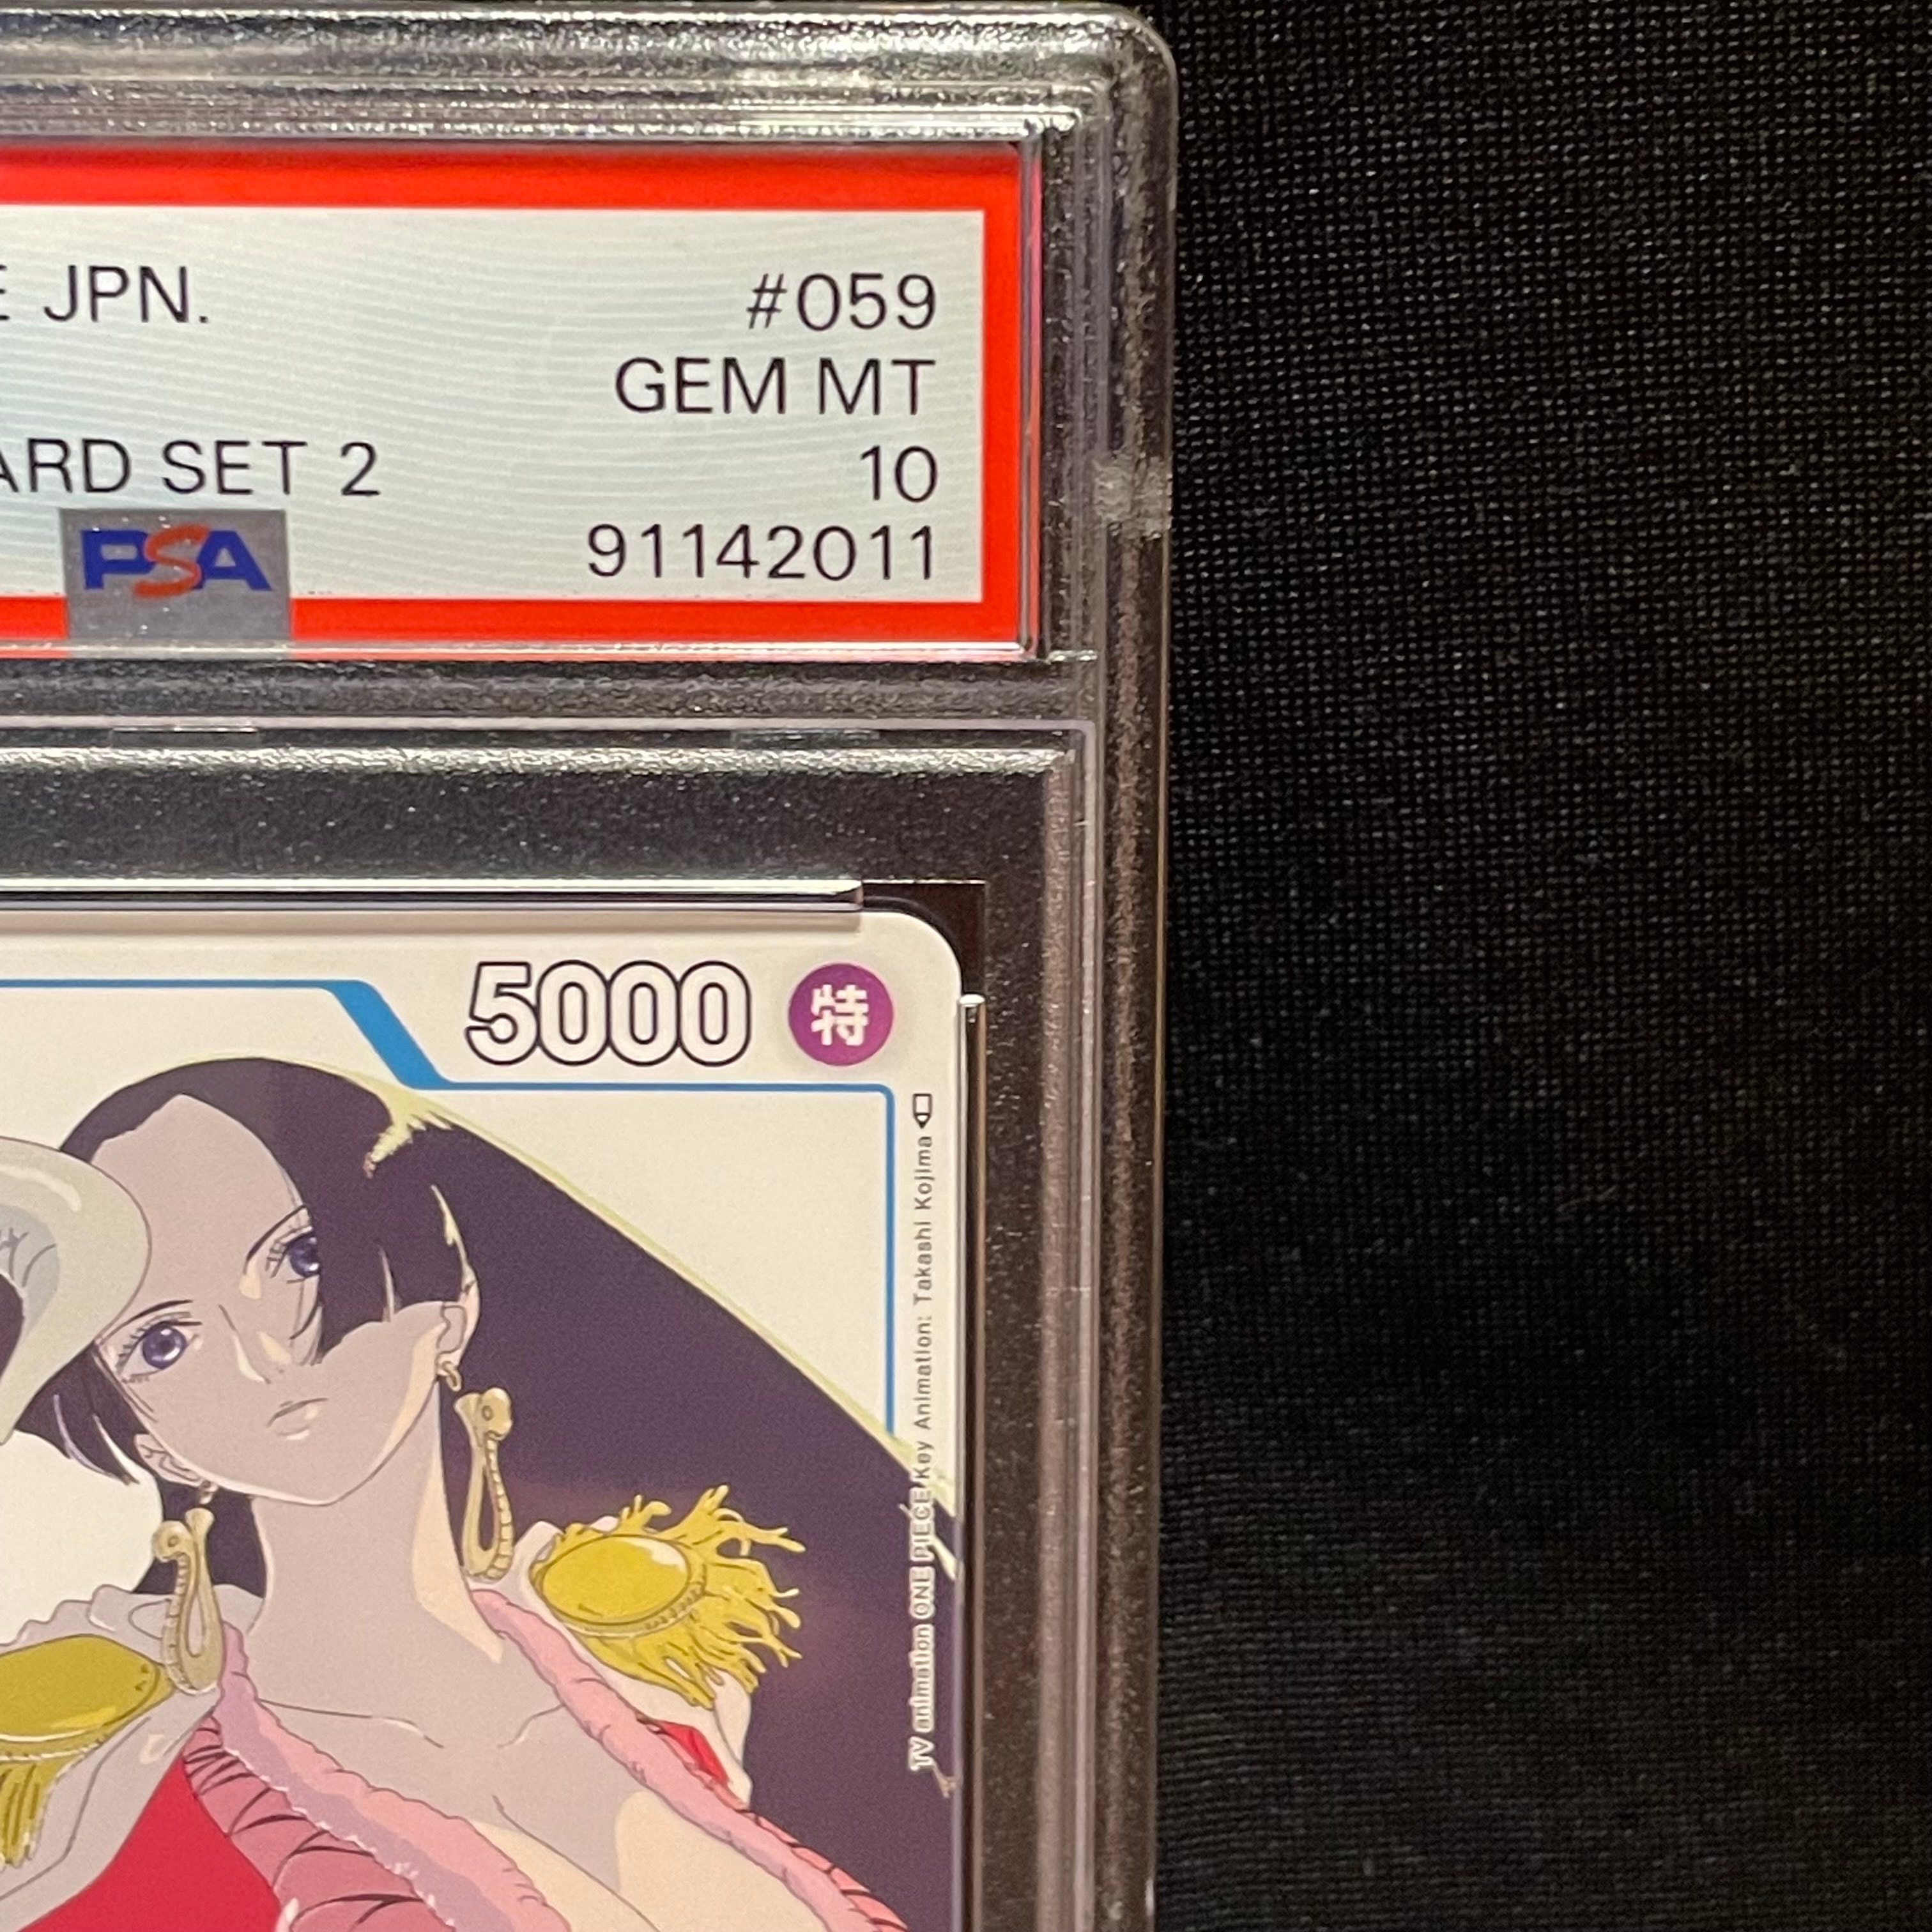 JPN.
#059
GEM MT
SET 2
10
PSA
91142011
5000
特
TV animation ONE PIECE/Key Animation: Takashi Kojima